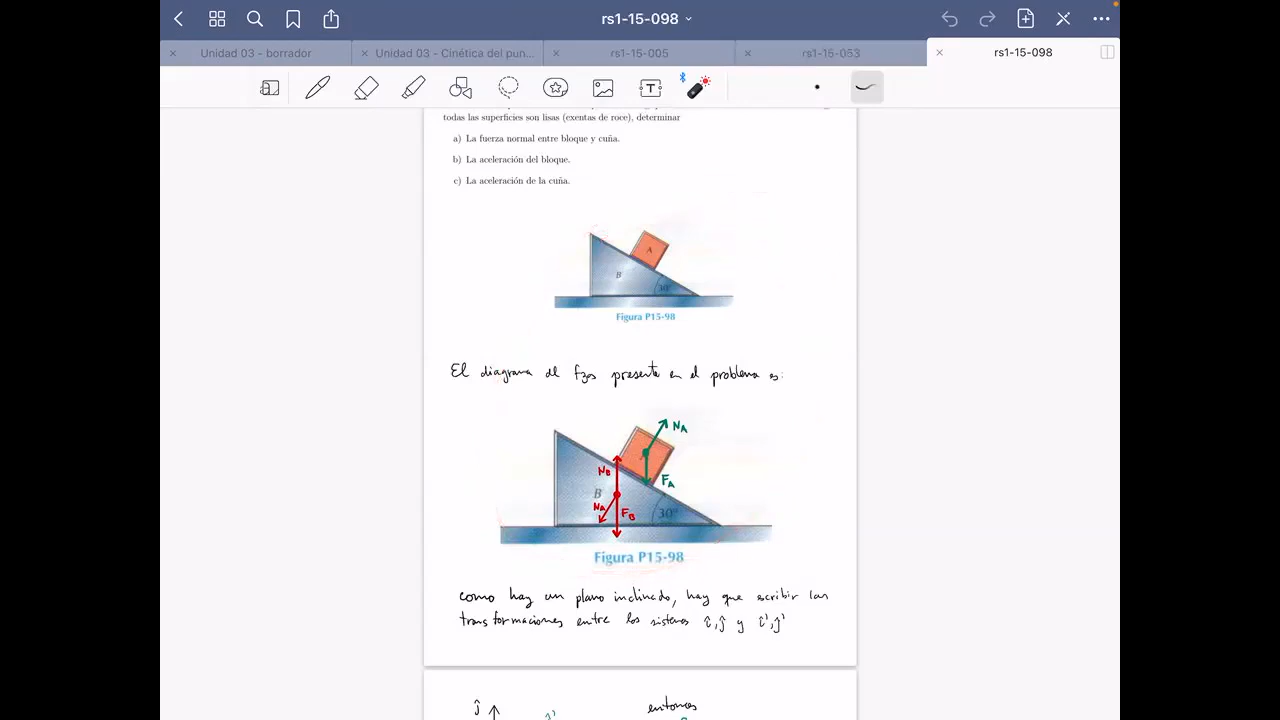 rs1-15-098
Unidad 03 - borrador
Unidad 03 - Cinética del pun...
rs1-15-005
rs1-15-053
rs1-15-098
T
todas las superficies son lisas (exentas de roce), determinar
a) La fuerza normal entre bloque y cuña.
b) La aceleración del bloque.
c) La aceleración de la cuña.
A
B
30°
Figura P15-98
El diagrama de fzas presente en el problema es:
NA
NB
FA
B
NA
FB
30°
Figura P15-98
como hay un plano inclinado, hay que escribir las
transformaciones entre los sistemas î, ĵ y î', ĵ'
ĵ
entonces
ĵ'